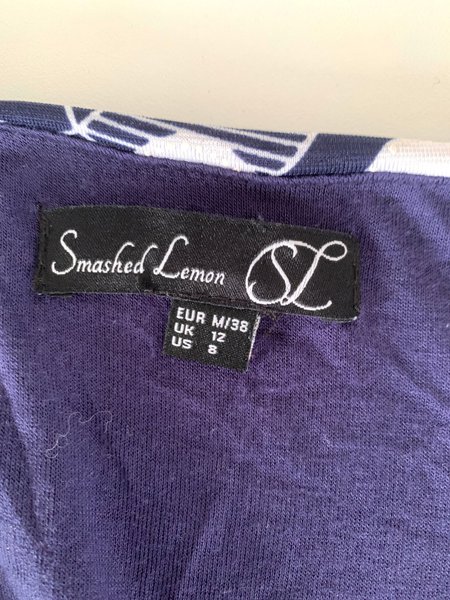 Smashed Lemon SL
EUR M/38
UK 12
US 8